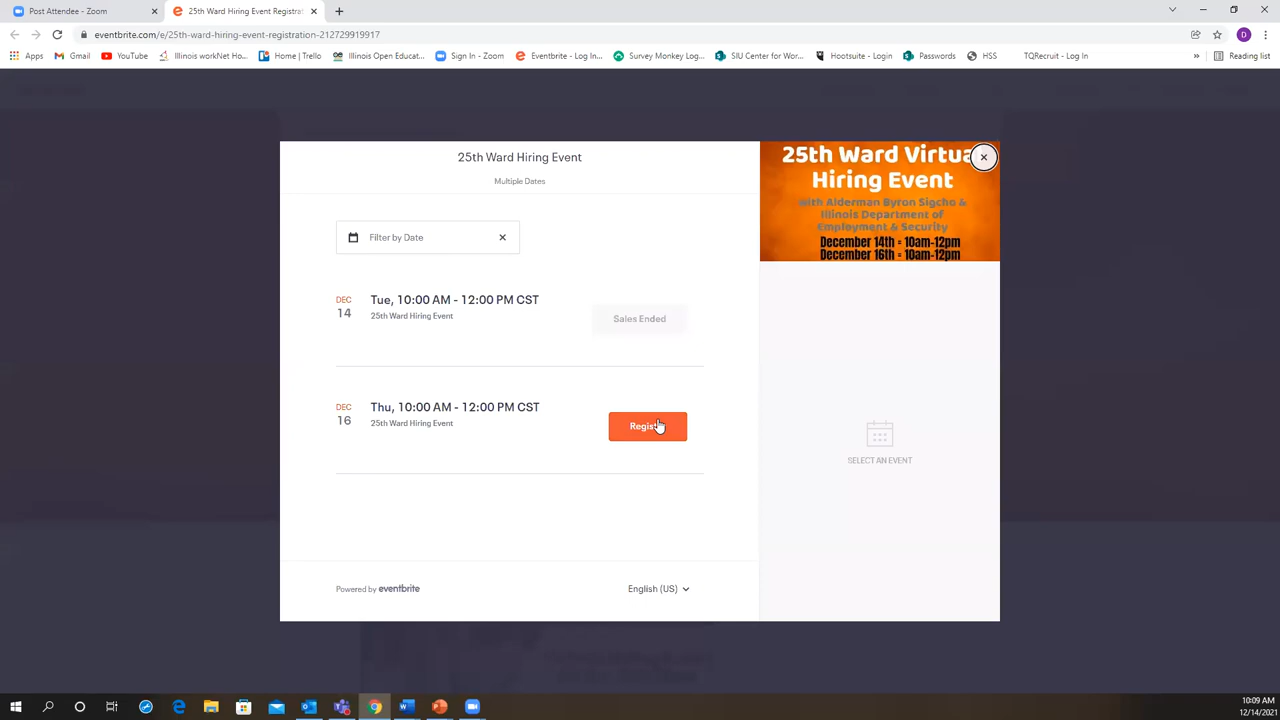 Post Attendee - Zoom
25th Ward Hiring Event Registrat
eventbrite.com/e/25th-ward-hiring-event-registration-212729919917
D
Apps
Gmail
YouTube
Illinois workNet Ho...
Home | Trello
Illinois Open Educat...
Sign In - Zoom
Eventbrite - Log In...
Survey Monkey Log...
SIU Center for Wor...
Hootsuite - Login
Passwords
HSS
TQRecruit - Log In
Reading list
25th Ward Hiring Event
Multiple Dates
Filter by Date
DEC
14
Tue, 10:00 AM - 12:00 PM CST
25th Ward Hiring Event
Sales Ended
DEC
16
Thu, 10:00 AM - 12:00 PM CST
25th Ward Hiring Event
Register
Powered by eventbrite
English (US)
25th Ward Virtua
Hiring Event
with Alderman Byron Sigcho &
Illinois Department of
Employment & Security
December 14th = 10am-12pm
December 16th = 10am-12pm
SELECT AN EVENT
10:09 AM
12/14/2021